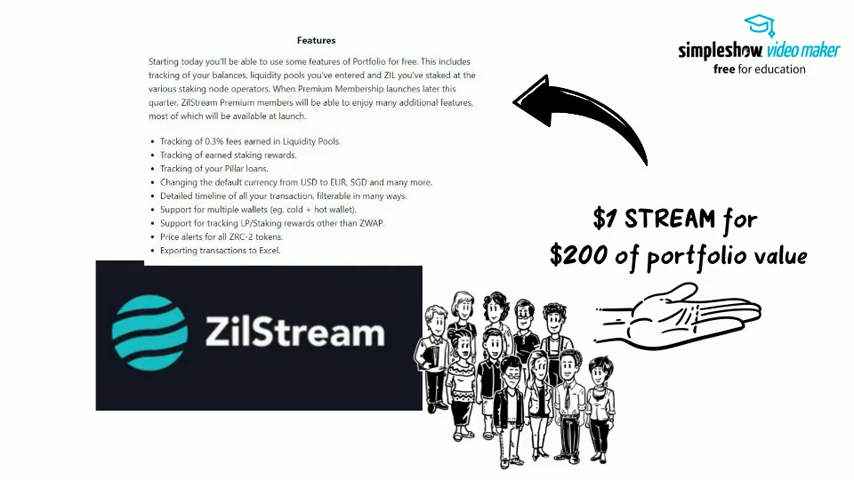 Features
Starting today you'll be able to use some features of Portfolio for free. This includes
tracking of your balances, liquidity pools you've entered and ZIL you've staked at the
various staking node operators. When Premium Membership launches later this
quarter, ZilStream Premium members will be able to enjoy many additional features,
most of which will be available at launch.
• Tracking of 0.3% fees earned in Liquidity Pools.
• Tracking of earned staking rewards.
• Tracking of your Pillar loans.
• Changing the default currency from USD to EUR, SGD and many more.
• Detailed timeline of all your transaction, filterable in many ways.
• Support for multiple wallets (eg. cold + hot wallet).
• Support for tracking LP/Staking rewards other than ZWAP.
• Price alerts for all ZRC-2 tokens.
• Exporting transactions to Excel.
ZilStream
simpleshow video maker
free for education
$1 STREAM for
$200 of portfolio value